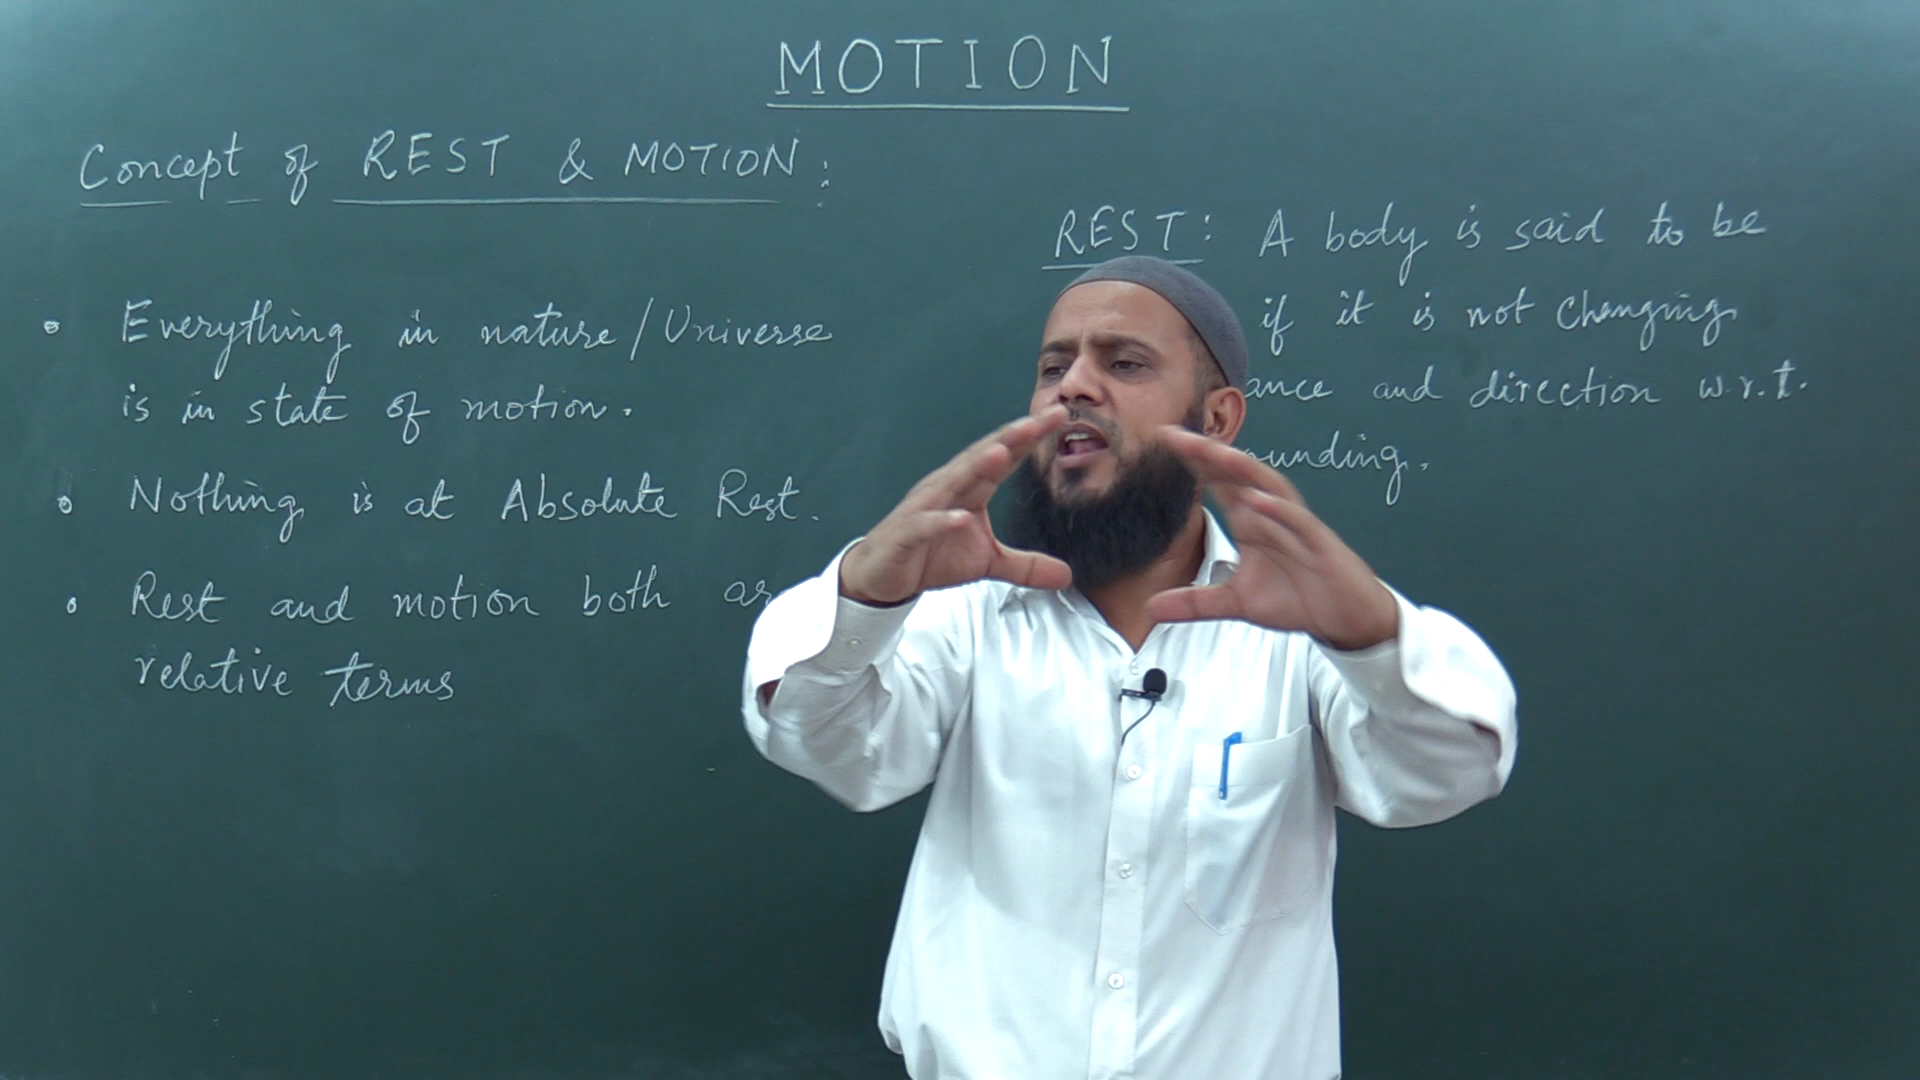 MOTION
Concept of REST & MOTION :
Everything in nature / Universe
is in state of motion.
Nothing is at Absolute Rest.
Rest and motion both
relative terms
REST : A body is said to be
if it is not changing
and direction w.r.t.